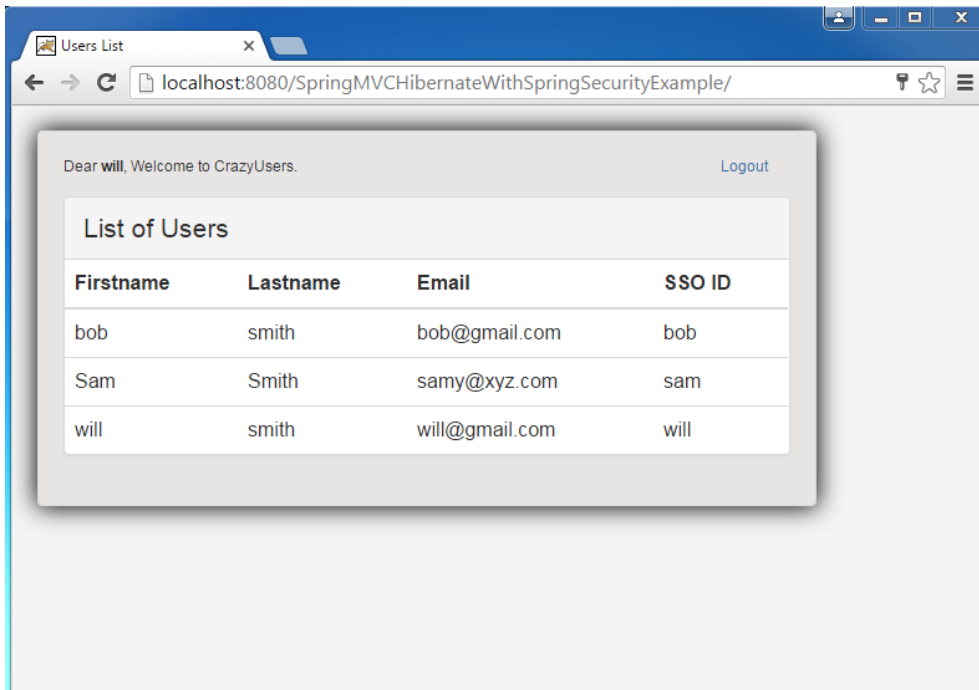 Users List
localhost:8080/SpringMVCHibernateWithSpringSecurityExample/
Dear will, Welcome to CrazyUsers. Logout
List of Users
Firstname Lastname Email SSO ID
bob smith bob@gmail.com bob
Sam Smith samy@xyz.com sam
will smith will@gmail.com will